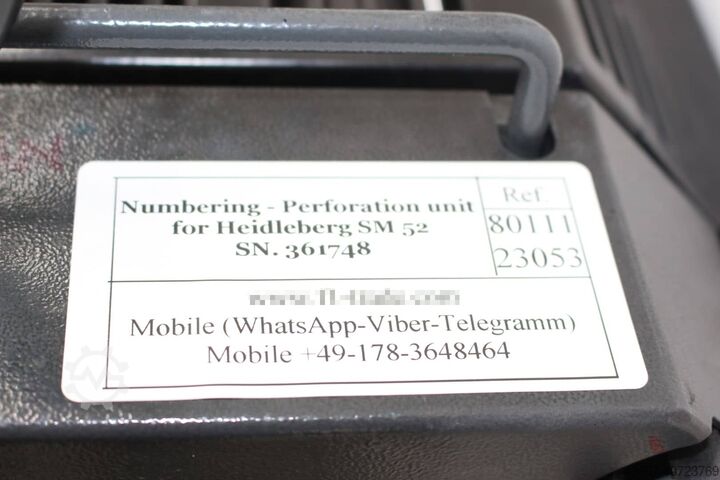 Numbering - Perforation unit
for Heidleberg SM 52
SN. 361748
Ref.
80111
23053
Mobile (WhatsApp-Viber-Telegramm)
Mobile +49-178-3648464